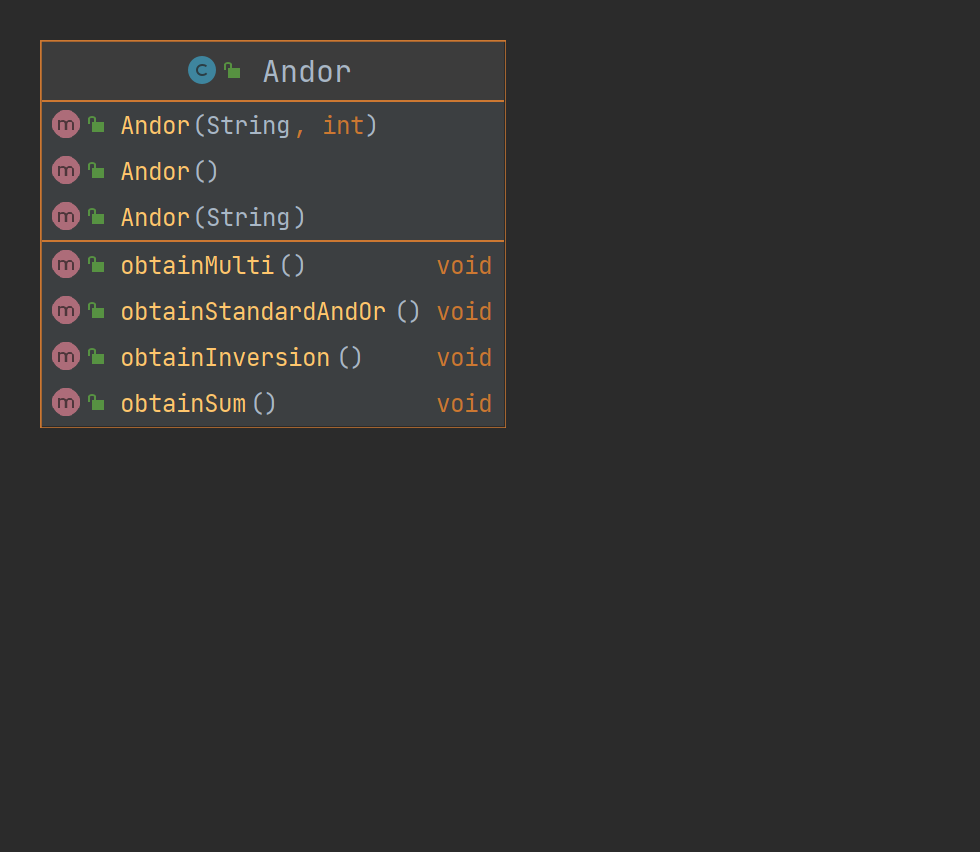 C Andor
m Andor(String, int)
m Andor()
m Andor(String)
m obtainMulti() void
m obtainStandardAndOr() void
m obtainInversion() void
m obtainSum() void